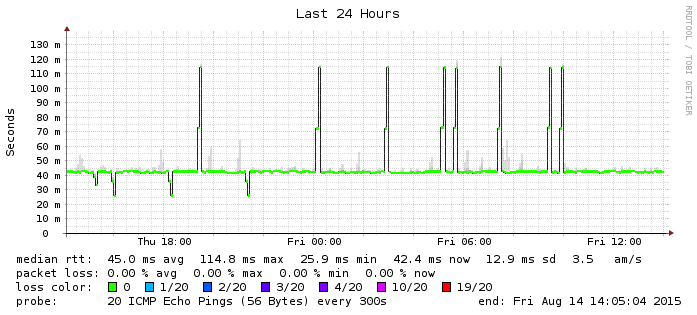 Last 24 Hours
RRDTOOL / TOBI OETIKER
Seconds
130 m
120 m
110 m
100 m
90 m
80 m
70 m
60 m
50 m
40 m
30 m
20 m
10 m
0
Thu 18:00 Fri 00:00 Fri 06:00 Fri 12:00
median rtt: 45.0 ms avg 114.8 ms max 25.9 ms min 42.4 ms now 12.9 ms sd 3.5 am/s
packet loss: 0.00 % avg 0.00 % max 0.00 % min 0.00 % now
loss color: 0 1/20 2/20 3/20 4/20 10/20 19/20
probe: 20 ICMP Echo Pings (56 Bytes) every 300s end: Fri Aug 14 14:05:04 2015